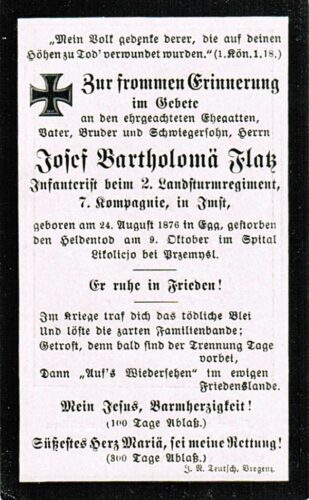 „Mein Volk gedenke derer, die auf deinen
Höhen zu Tod' verwundet wurden.“ (1. Kön. 1. 18.)
Zur frommen Erinnerung
im Gebete
an den ehrgeachteten Ehegatten,
Vater, Bruder und Schwiegersohn, Herrn
Josef Bartholomä Flatz
Infanterist beim 2. Landsturmregiment,
7. Kompagnie, in Imst,
geboren am 24. August 1876 in Egg, gestorben
den Heldentod am 9. Oktober im Spital
Likoliejo bei Przemysl.
Er ruhe in Frieden!
Im Kriege traf dich das tödliche Blei
Und löste die zarten Familienbande;
Getrost, denn bald sind der Trennung Tage
vorbei,
Dann „Auf's Wiedersehen“ im ewigen
Friedenslande.
Mein Jesus, Barmherzigkeit!
(100 Tage Ablaß.)
Süßestes Herz Mariä, sei meine Rettung!
(300 Tage Ablaß.)
J. N. Teutsch, Bregenz.